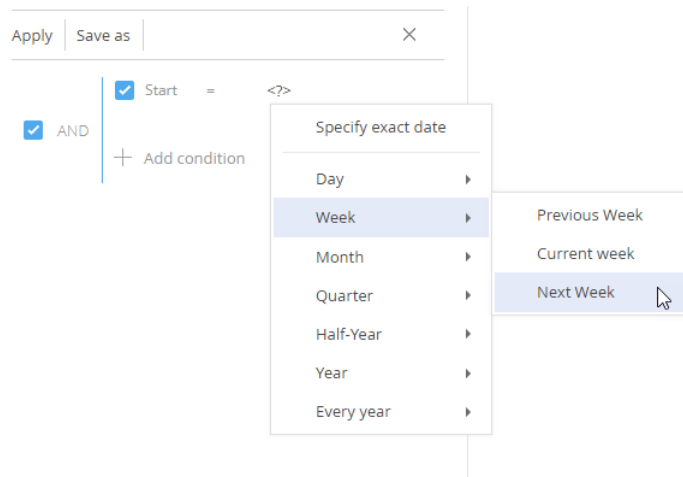 Apply Save as
Start = <?>
AND
Add condition
Specify exact date
Day
Week
Month
Quarter
Half-Year
Year
Every year
Previous Week
Current week
Next Week